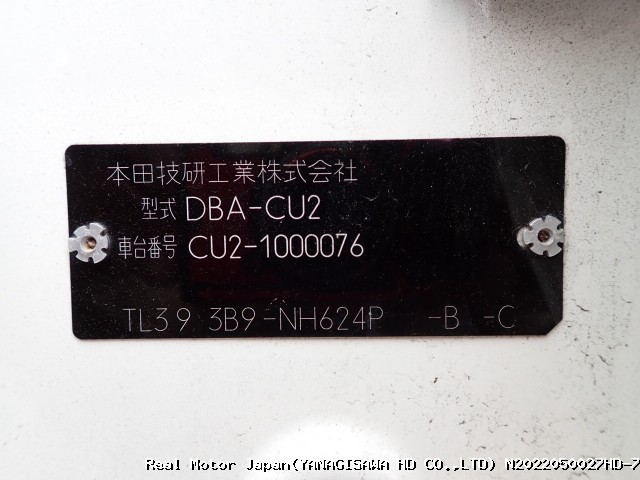 本田技研工業株式会社
型式 DBA-CU2
車台番号 CU2-1000076
TL39 3B9-NH624P -B -C
Real Motor Japan(YANAGISAWA HD CO.,LTD) N2022050027HD-7